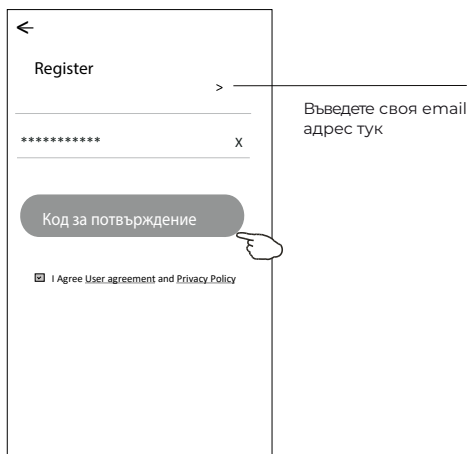 Register
>
Въведете своя email
адрес тук
*********** X
Код за потвърждение
I Agree User agreement and Privacy Policy